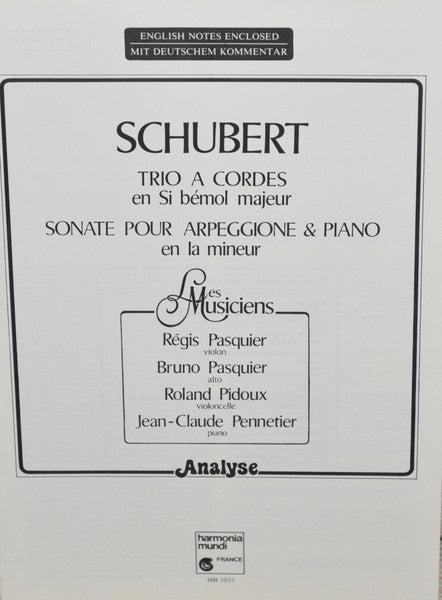 ENGLISH NOTES ENCLOSED
MIT DEUTSCHEM KOMMENTAR
SCHUBERT
TRIO A CORDES
en Si bémol majeur
SONATE POUR ARPEGGIONE & PIANO
en la mineur
Les
Musiciens
Régis Pasquier
violon
Bruno Pasquier
alto
Roland Pidoux
violoncelle
Jean-Claude Pennetier
piano
Analyse
harmonia
mundi
FRANCE
HM 1035